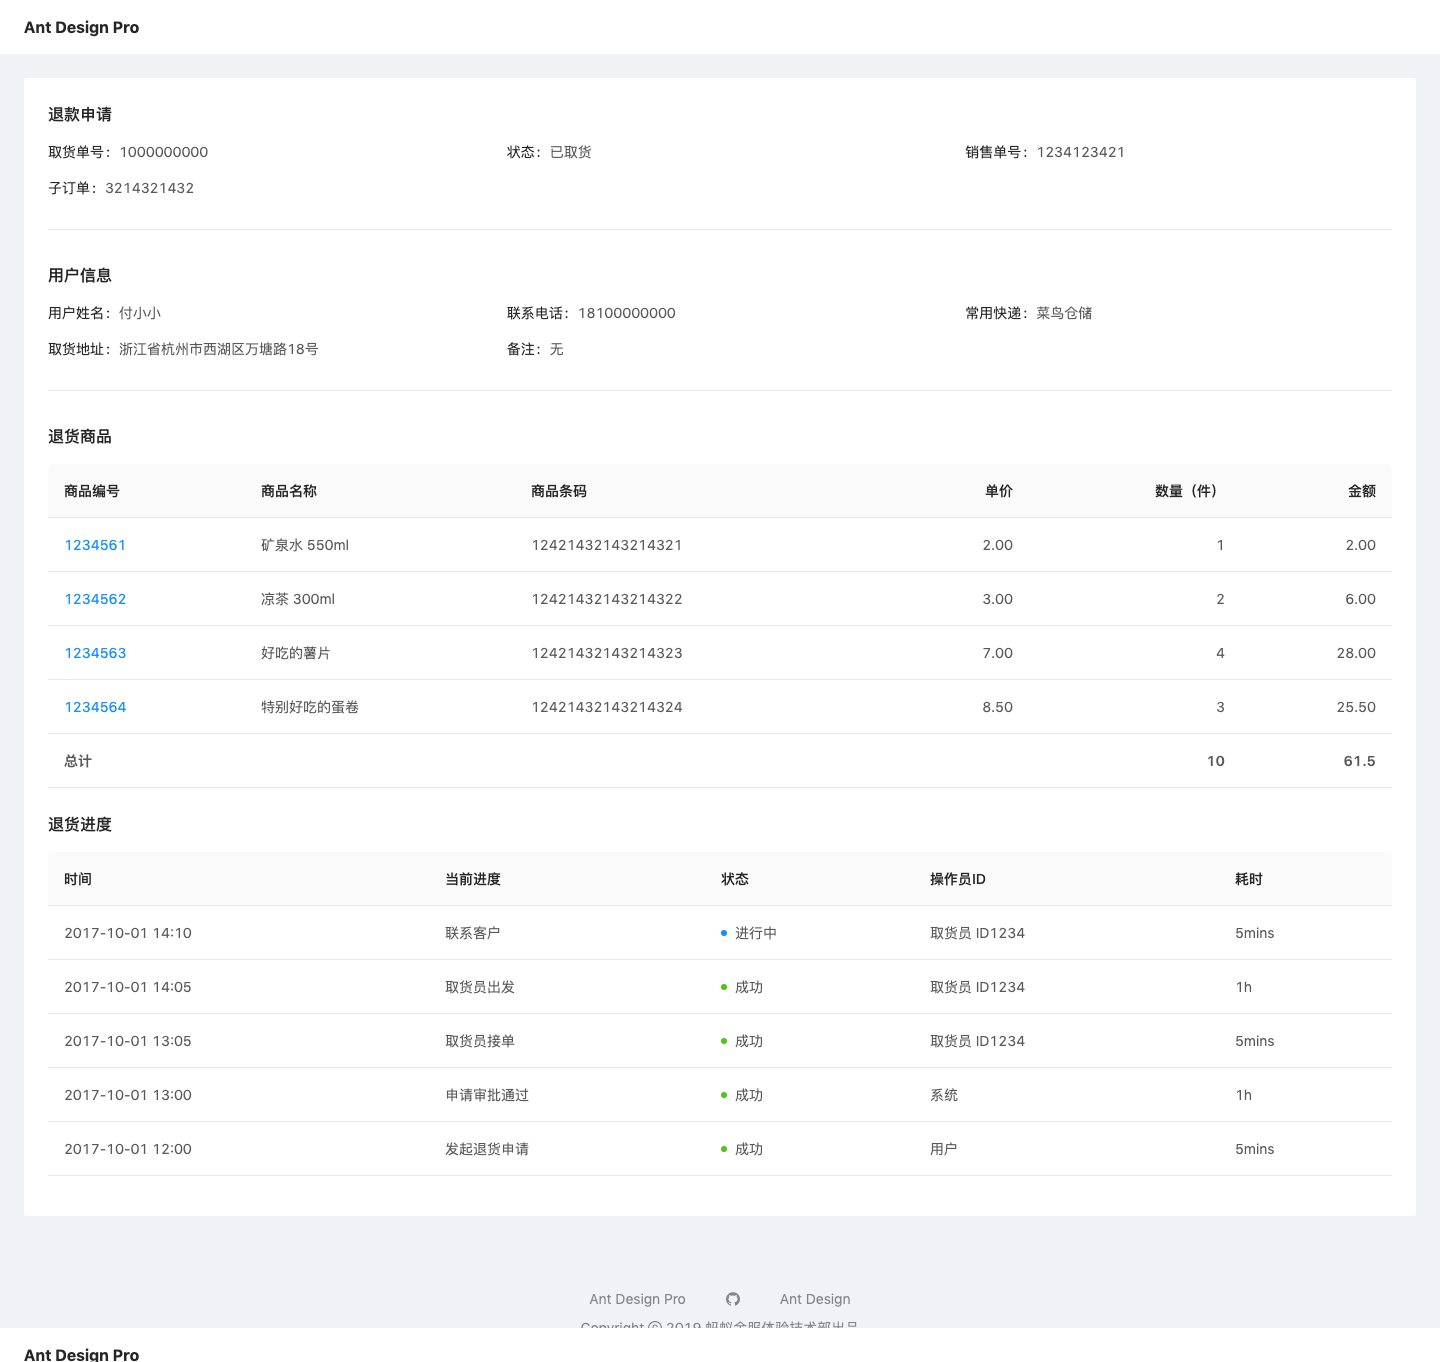 Ant Design Pro
退款申请
取货单号：1000000000 状态：已取货 销售单号：1234123421
子订单：3214321432
用户信息
用户姓名：付小小 联系电话：18100000000 常用快递：菜鸟仓储
取货地址：浙江省杭州市西湖区万塘路18号 备注：无
退货商品
商品编号 商品名称 商品条码 单价 数量（件） 金额
1234561 矿泉水 550ml 12421432143214321 2.00 1 2.00
1234562 凉茶 300ml 12421432143214322 3.00 2 6.00
1234563 好吃的薯片 12421432143214323 7.00 4 28.00
1234564 特别好吃的蛋卷 12421432143214324 8.50 3 25.50
总计 10 61.5
退货进度
时间 当前进度 状态 操作员ID 耗时
2017-10-01 14:10 联系客户 进行中 取货员 ID1234 5mins
2017-10-01 14:05 取货员出发 成功 取货员 ID1234 1h
2017-10-01 13:05 取货员接单 成功 取货员 ID1234 5mins
2017-10-01 13:00 申请审批通过 成功 系统 1h
2017-10-01 12:00 发起退货申请 成功 用户 5mins
Ant Design Pro Ant Design
Copyright © 2019 蚂蚁金服体验技术部出品
Ant Design Pro